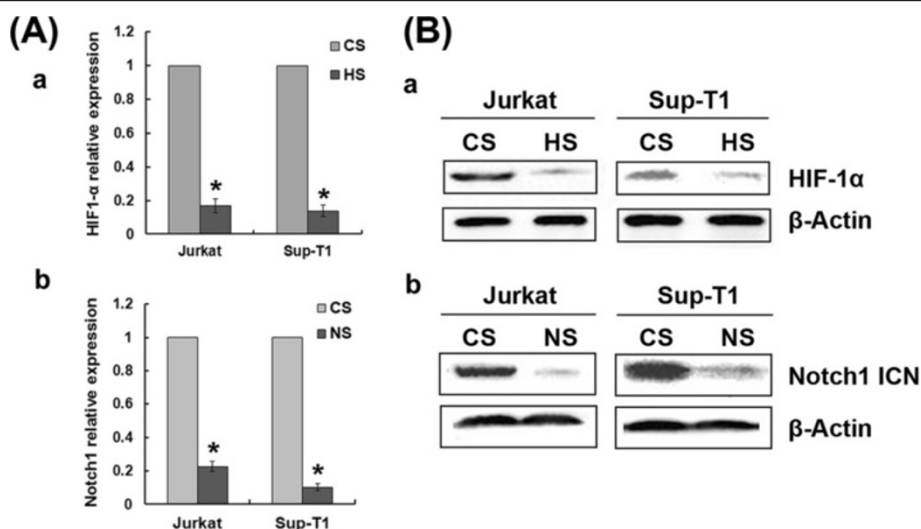 (A)
a
HIF1-α relative expression
1.2
1
0.8
0.6
0.4
0.2
0
CS
HS
*
*
Jurkat Sup-T1
b
Notch1 relative expression
1.2
1
0.8
0.6
0.4
0.2
0
CS
NS
*
*
Jurkat Sup-T1
(B)
a
Jurkat Sup-T1
CS HS CS HS
HIF-1α
β-Actin
b
Jurkat Sup-T1
CS NS CS NS
Notch1 ICN
β-Actin